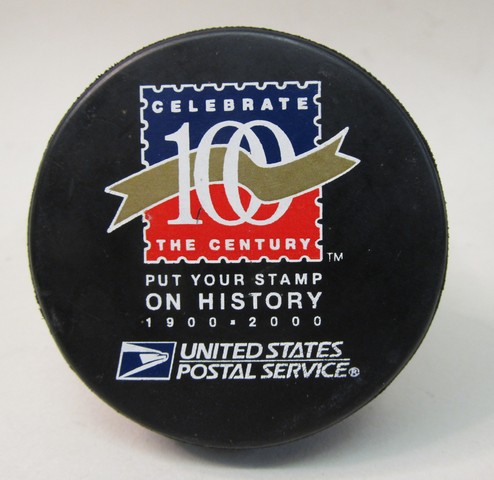 CELEBRATE
100
THE CENTURY
TM
PUT YOUR STAMP
ON HISTORY
1900-2000
UNITED STATES
POSTAL SERVICE®